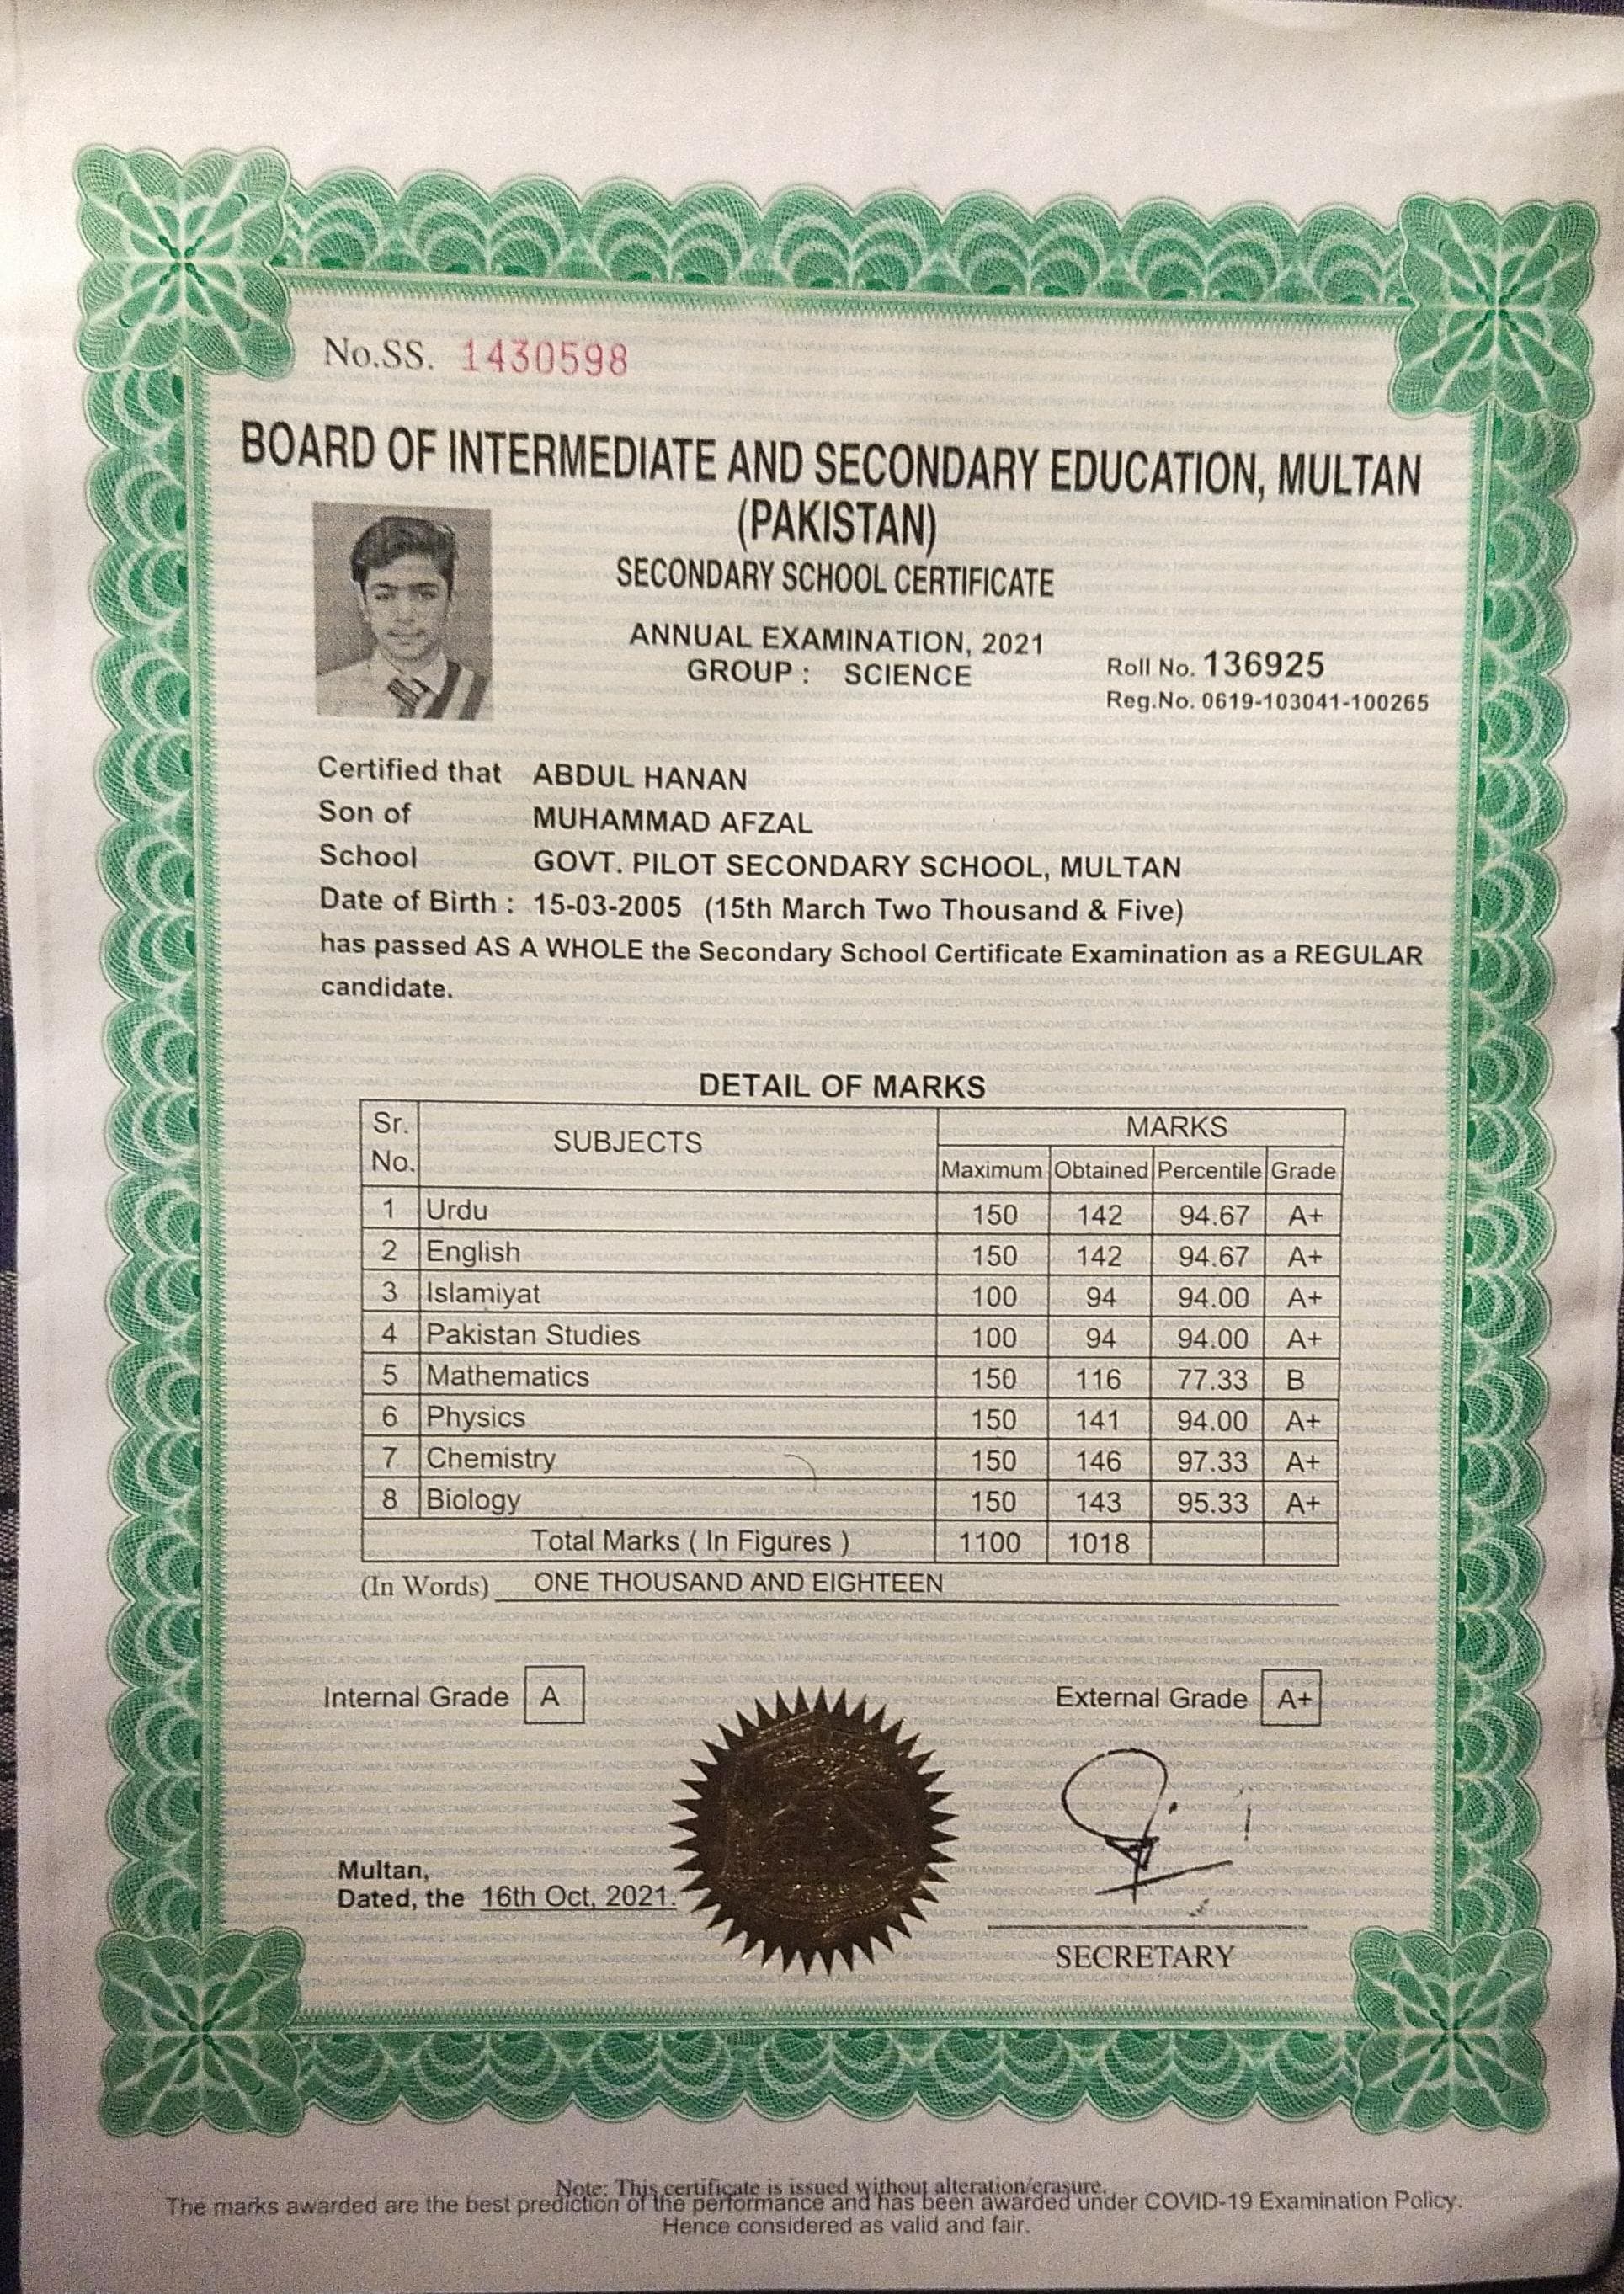 No.SS. 1430598
BOARD OF INTERMEDIATE AND SECONDARY EDUCATION, MULTAN
(PAKISTAN)
SECONDARY SCHOOL CERTIFICATE
ANNUAL EXAMINATION, 2021
GROUP : SCIENCE
Roll No. 136925
Reg.No. 0619-103041-100265
Certified that ABDUL HANAN
Son of MUHAMMAD AFZAL
School GOVT. PILOT SECONDARY SCHOOL, MULTAN
Date of Birth : 15-03-2005 (15th March Two Thousand & Five)
has passed AS A WHOLE the Secondary School Certificate Examination as a REGULAR
candidate.
DETAIL OF MARKS
Sr. No. SUBJECTS MARKS
Maximum Obtained Percentile Grade
1 Urdu 150 142 94.67 A+
2 English 150 142 94.67 A+
3 Islamiyat 100 94 94.00 A+
4 Pakistan Studies 100 94 94.00 A+
5 Mathematics 150 116 77.33 B
6 Physics 150 141 94.00 A+
7 Chemistry 150 146 97.33 A+
8 Biology 150 143 95.33 A+
Total Marks ( In Figures ) 1100 1018
(In Words) ONE THOUSAND AND EIGHTEEN
Internal Grade A External Grade A+
Multan,
Dated, the 16th Oct, 2021.
SECRETARY
Note: This certificate is issued without alteration/erasure.
The marks awarded are the best prediction of the performance and has been awarded under COVID-19 Examination Policy.
Hence considered as valid and fair.